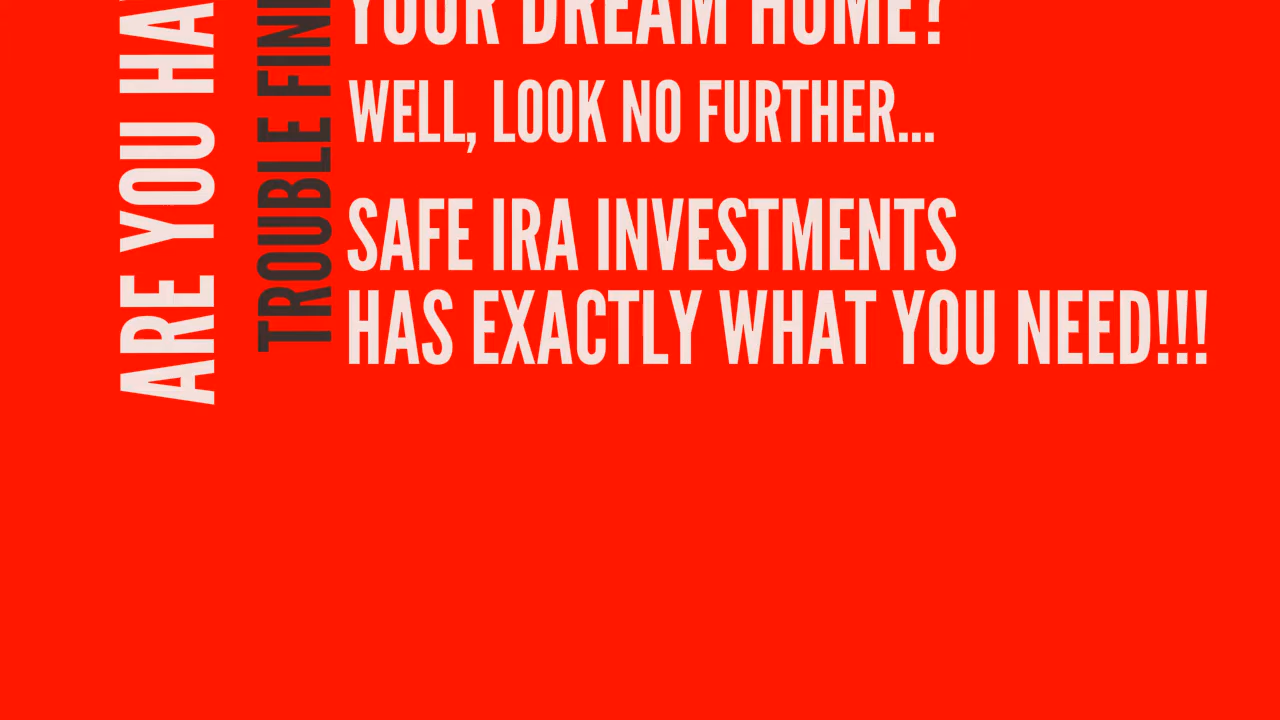 ARE YOU HA
TROUBLE FIN
YOUR DREAM HOME?
WELL, LOOK NO FURTHER...
SAFE IRA INVESTMENTS
HAS EXACTLY WHAT YOU NEED!!!